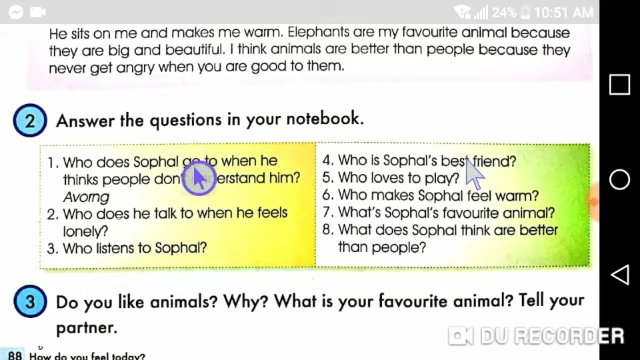 24% 10:51 AM
He sits on me and makes me warm. Elephants are my favourite animal because
they are big and beautiful. I think animals are better than people because they
never get angry when you are good to them.
2 Answer the questions in your notebook.
1. Who does Sophal go to when he
thinks people don't understand him?
Avorng
2. Who does he talk to when he feels
lonely?
3. Who listens to Sophal?
4. Who is Sophal's best friend?
5. Who loves to play?
6. Who makes Sophal feel warm?
7. What's Sophal's favourite animal?
8. What does Sophal think are better
than people?
3 Do you like animals? Why? What is your favourite animal? Tell your
partner.
88 How do you feel today?
DU RECORDER